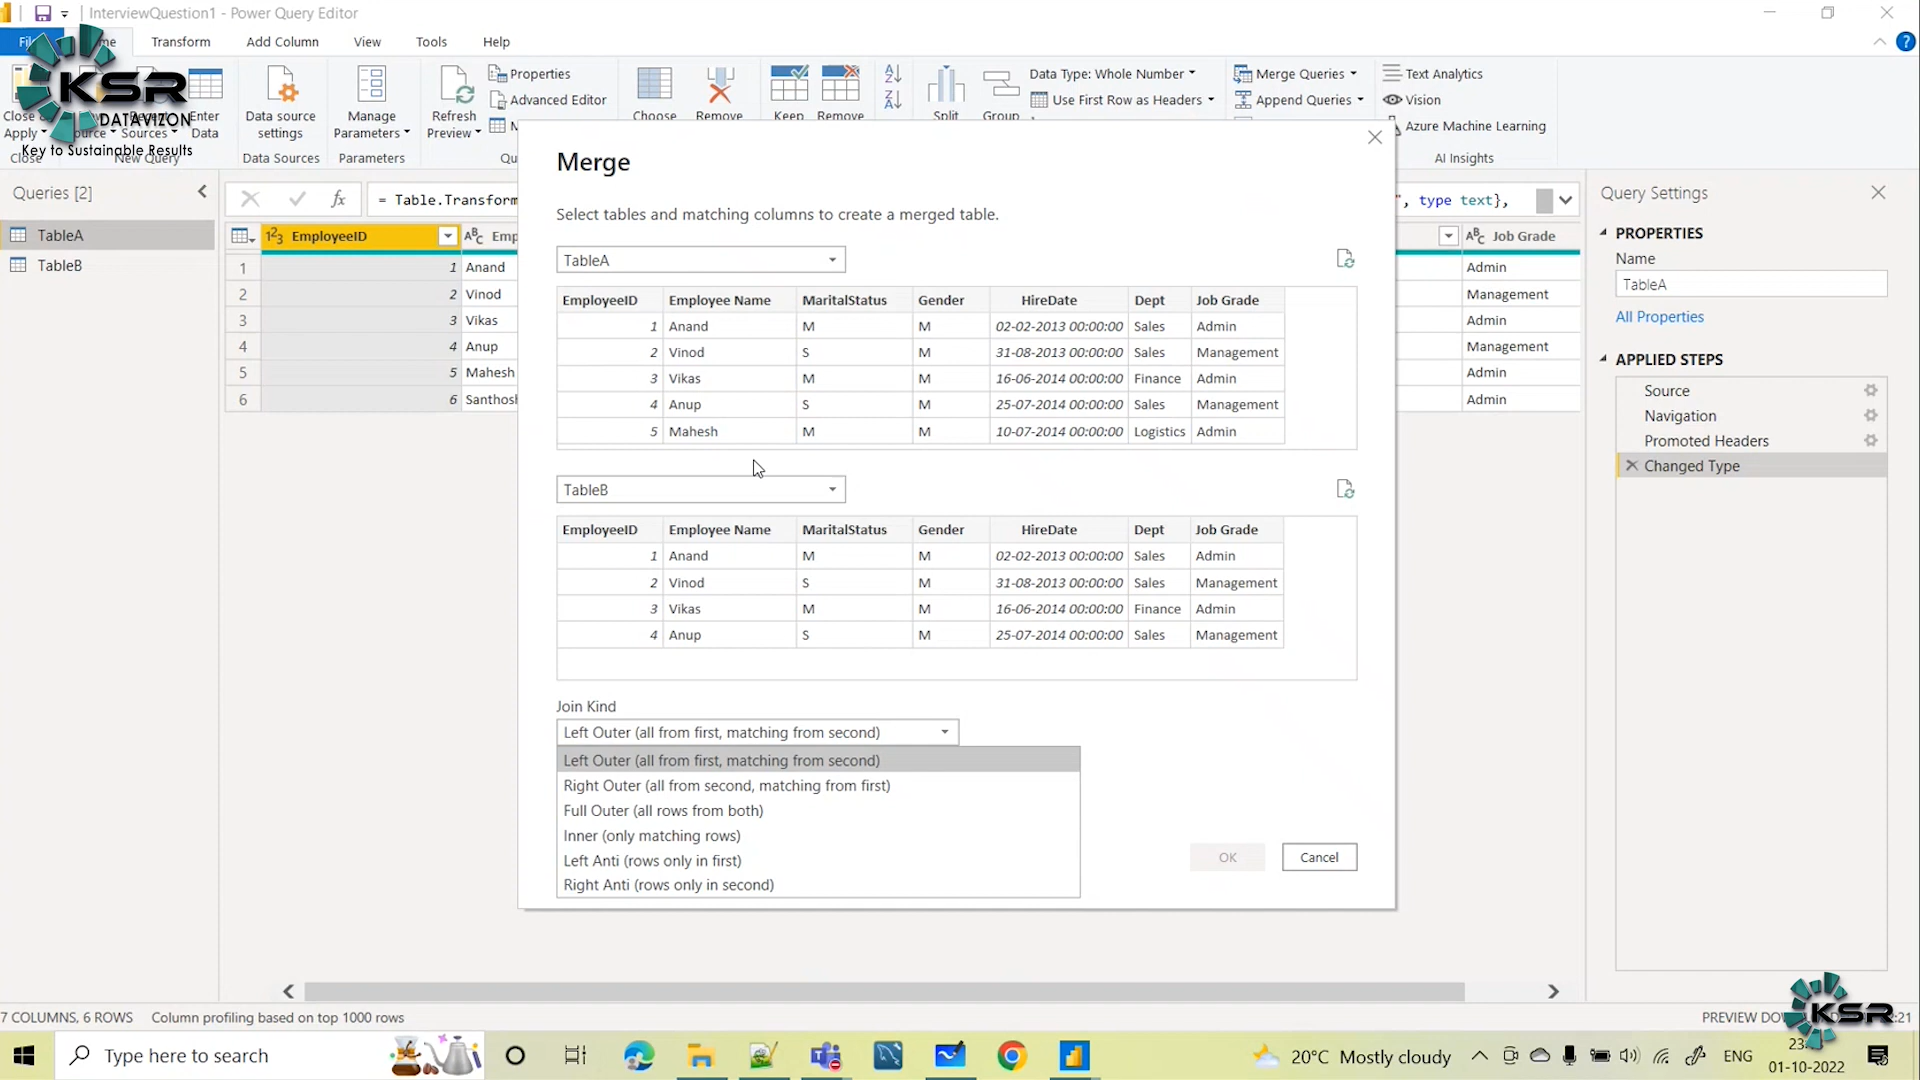 InterviewQuestion1 - Power Query Editor
Transform
Add Column
View
Tools
Help
KSR
DATAVIZON
Key to Sustainable Results
Close
Apply
Sources
Enter
Data
Close
New Query
Data source
settings
Data Sources
Manage
Parameters
Parameters
Refresh
Preview
Properties
Advanced Editor
Choose
Remove
Keep
Remove
Split
Group
Data Type: Whole Number
Use First Row as Headers
Merge Queries
Append Queries
Text Analytics
Vision
Azure Machine Learning
AI Insights
Queries [2]
TableA
TableB
fx
= Table.Transform
", type text},
EmployeeID
Emp
Job Grade
1 1 Anand Admin
2 2 Vinod Management
3 3 Vikas Admin
4 4 Anup Management
5 5 Mahesh Admin
6 6 Santhosh Admin
Merge
Select tables and matching columns to create a merged table.
TableA
EmployeeID Employee Name MaritalStatus Gender HireDate Dept Job Grade
1 Anand M M 02-02-2013 00:00:00 Sales Admin
2 Vinod S M 31-08-2013 00:00:00 Sales Management
3 Vikas M M 16-06-2014 00:00:00 Finance Admin
4 Anup S M 25-07-2014 00:00:00 Sales Management
5 Mahesh M M 10-07-2014 00:00:00 Logistics Admin
TableB
EmployeeID Employee Name MaritalStatus Gender HireDate Dept Job Grade
1 Anand M M 02-02-2013 00:00:00 Sales Admin
2 Vinod S M 31-08-2013 00:00:00 Sales Management
3 Vikas M M 16-06-2014 00:00:00 Finance Admin
4 Anup S M 25-07-2014 00:00:00 Sales Management
Join Kind
Left Outer (all from first, matching from second)
Left Outer (all from first, matching from second)
Right Outer (all from second, matching from first)
Full Outer (all rows from both)
Inner (only matching rows)
Left Anti (rows only in first)
Right Anti (rows only in second)
OK
Cancel
Query Settings
PROPERTIES
Name
TableA
All Properties
APPLIED STEPS
Source
Navigation
Promoted Headers
Changed Type
7 COLUMNS, 6 ROWS
Column profiling based on top 1000 rows
PREVIEW
KSR
Type here to search
20°C Mostly cloudy
ENG
01-10-2022